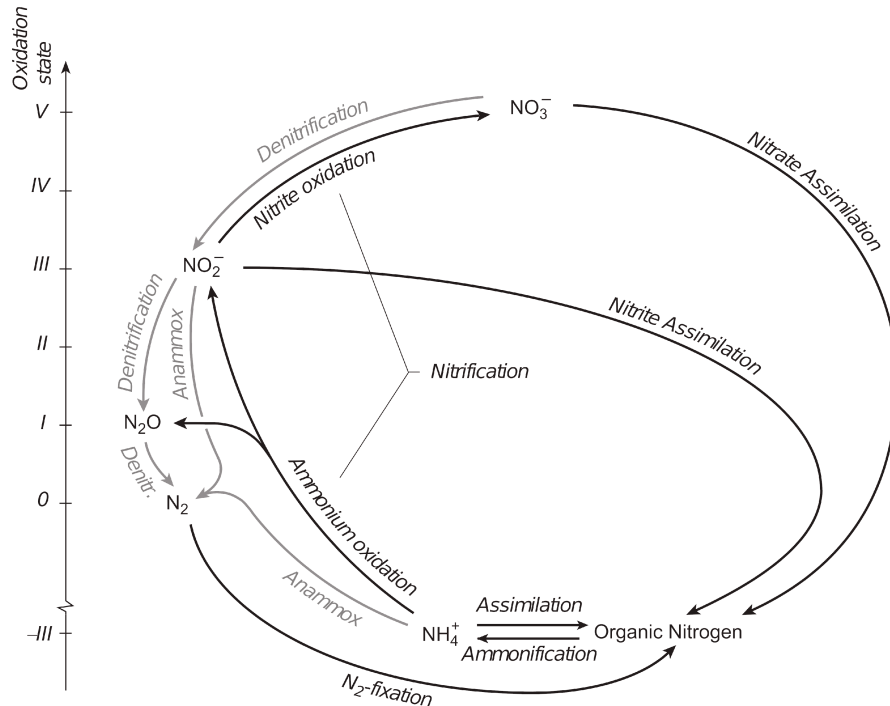 Oxidation
state
V
IV
III
II
I
0
–III
NO₃⁻
Denitrification
Nitrite oxidation
Nitrate Assimilation
NO₂⁻
Nitrite Assimilation
Denitrification
Anammox
Nitrification
N₂O
Denitr.
N₂
Ammonium oxidation
Anammox
Assimilation
NH₄⁺
Organic Nitrogen
Ammonification
N₂-fixation